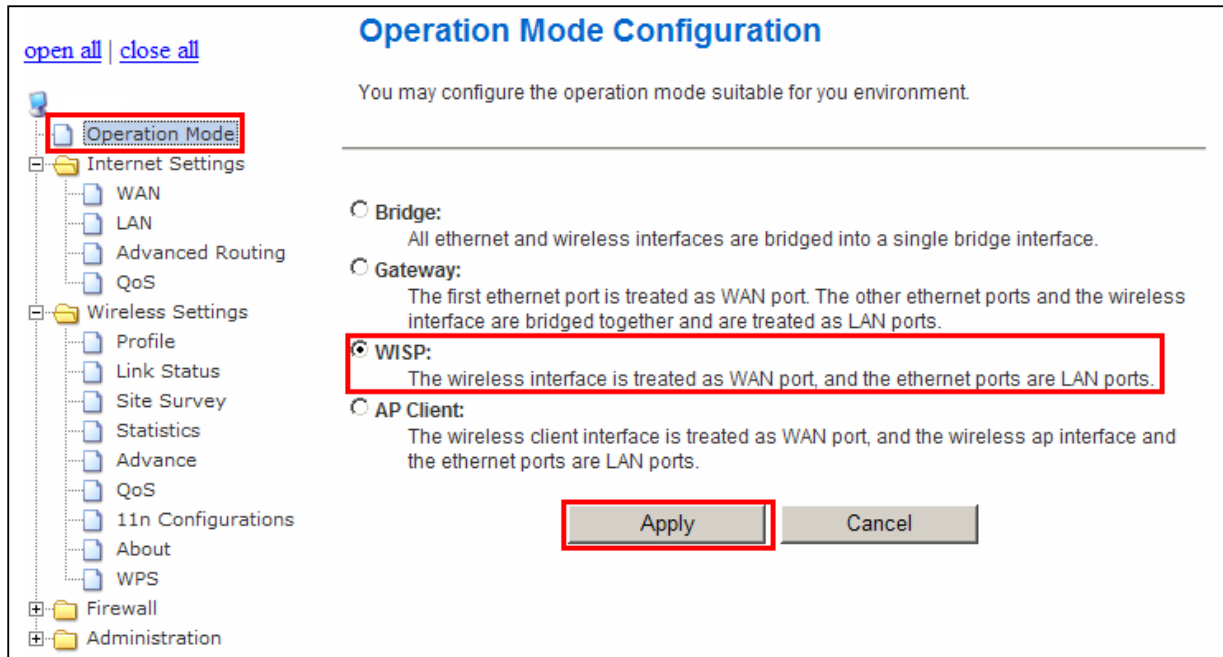 open all | close all
Operation Mode
Internet Settings
WAN
LAN
Advanced Routing
QoS
Wireless Settings
Profile
Link Status
Site Survey
Statistics
Advance
QoS
11n Configurations
About
WPS
Firewall
Administration
Operation Mode Configuration
You may configure the operation mode suitable for you environment.
Bridge:
All ethernet and wireless interfaces are bridged into a single bridge interface.
Gateway:
The first ethernet port is treated as WAN port. The other ethernet ports and the wireless
interface are bridged together and are treated as LAN ports.
WISP:
The wireless interface is treated as WAN port, and the ethernet ports are LAN ports.
AP Client:
The wireless client interface is treated as WAN port, and the wireless ap interface and
the ethernet ports are LAN ports.
Apply Cancel